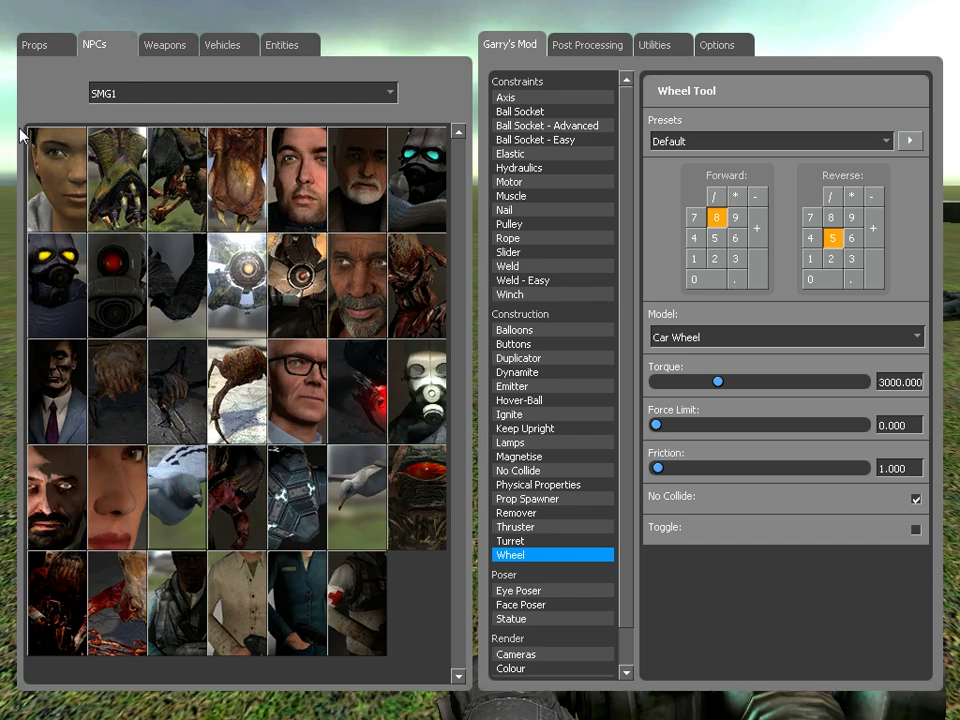 Props
NPCs
Weapons
Vehicles
Entities
SMG1
Garry's Mod
Post Processing
Utilities
Options
Constraints
Axis
Ball Socket
Ball Socket - Advanced
Ball Socket - Easy
Elastic
Hydraulics
Motor
Muscle
Nail
Pulley
Rope
Slider
Weld
Weld - Easy
Winch
Construction
Balloons
Buttons
Duplicator
Dynamite
Emitter
Hover-Ball
Ignite
Keep Upright
Lamps
Magnetise
No Collide
Physical Properties
Prop Spawner
Remover
Thruster
Turret
Wheel
Poser
Eye Poser
Face Poser
Statue
Render
Cameras
Colour
Wheel Tool
Presets
Default
Forward:
/ * -
7 8 9 +
4 5 6
1 2 3
0 .
Reverse:
/ * -
7 8 9 +
4 5 6
1 2 3
0 .
Model:
Car Wheel
Torque:
3000.000
Force Limit:
0.000
Friction:
1.000
No Collide:
Toggle: